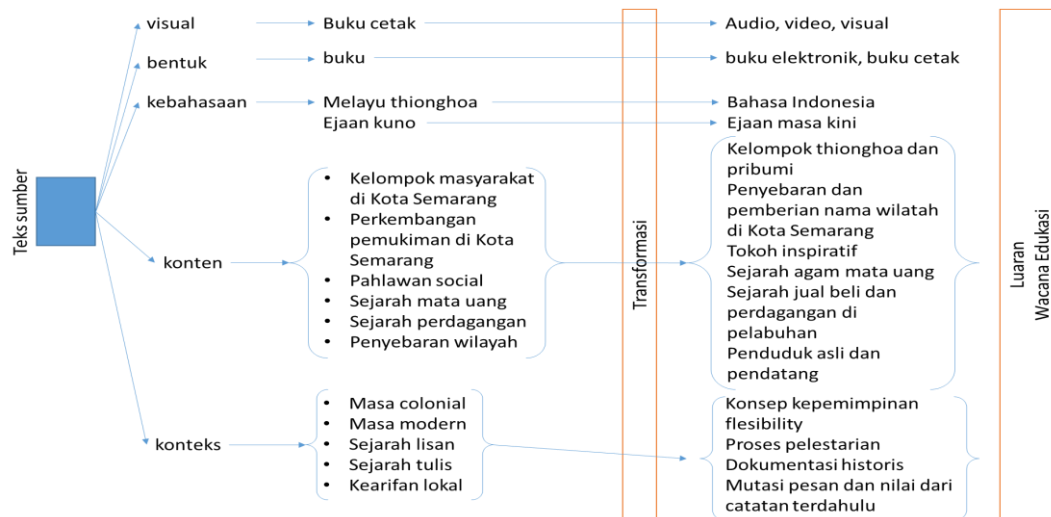 Teks sumber
visual
Buku cetak
Audio, video, visual
bentuk
buku
buku elektronik, buku cetak
kebahasaan
Melayu thionghoa
Bahasa Indonesia
Ejaan kuno
Ejaan masa kini
konten
• Kelompok masyarakat
di Kota Semarang
• Perkembangan
pemukiman di Kota
Semarang
• Pahlawan social
• Sejarah mata uang
• Sejarah perdagangan
• Penyebaran wilayah
Kelompok thionghoa dan
pribumi
Penyebaran dan
pemberian nama wilatah
di Kota Semarang
Tokoh inspiratif
Sejarah agam mata uang
Sejarah jual beli dan
perdagangan di
pelabuhan
Penduduk asli dan
pendatang
konteks
• Masa colonial
• Masa modern
• Sejarah lisan
• Sejarah tulis
• Kearifan lokal
Konsep kepemimpinan
flesibility
Proses pelestarian
Dokumentasi historis
Mutasi pesan dan nilai dari
catatan terdahulu
Transformasi
Luaran
Wacana Edukasi